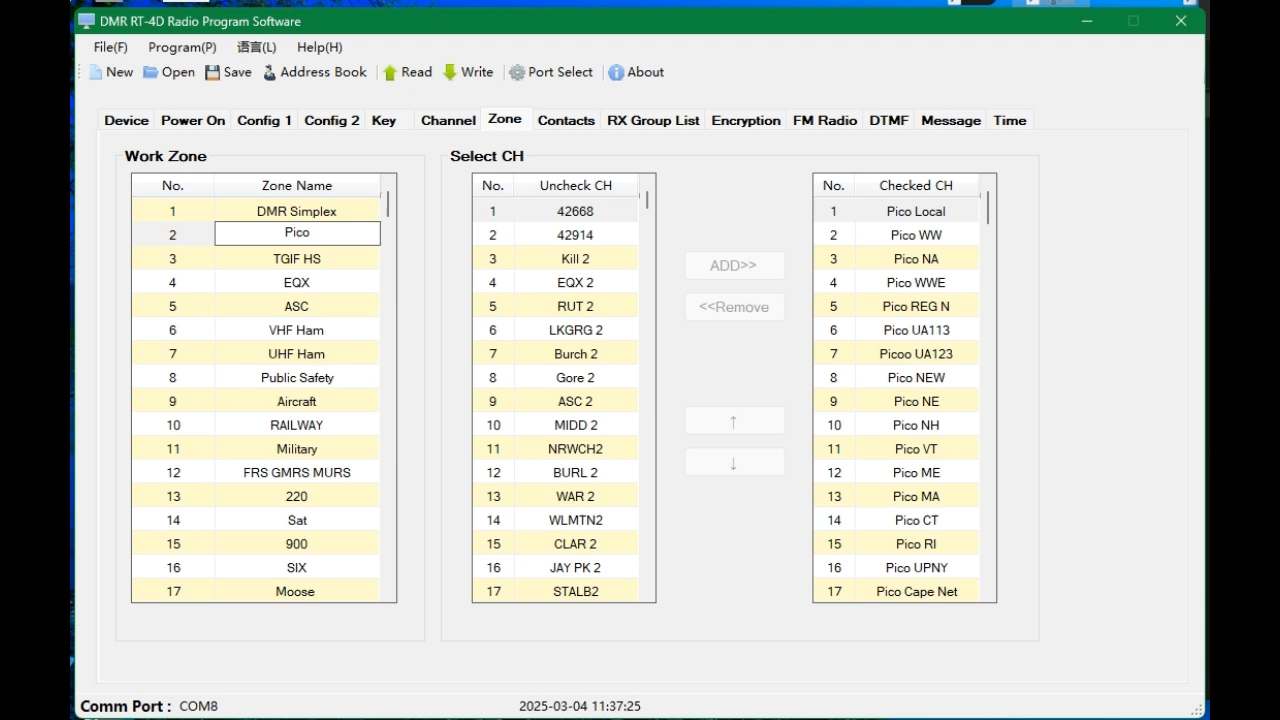 DMR RT-4D Radio Program Software
File(F) Program(P) 语言(L) Help(H)
New Open Save Address Book Read Write Port Select About
Device Power On Config 1 Config 2 Key Channel Zone Contacts RX Group List Encryption FM Radio DTMF Message Time
Work Zone Select CH
No. Zone Name No. Uncheck CH No. Checked CH
1 DMR Simplex 1 42668 1 Pico Local
2 Pico 2 42914 2 Pico WW
3 TGIF HS 3 Kill 2 ADD>> 3 Pico NA
4 EQX 4 EQX 2 4 Pico WWE
5 ASC 5 RUT 2 <<Remove 5 Pico REG N
6 VHF Ham 6 LKGRG 2 6 Pico UA113
7 UHF Ham 7 Burch 2 7 Picoo UA123
8 Public Safety 8 Gore 2 8 Pico NEW
9 Aircraft 9 ASC 2 9 Pico NE
10 RAILWAY 10 MIDD 2 ↑ 10 Pico NH
11 Military 11 NRWCH2 11 Pico VT
12 FRS GMRS MURS 12 BURL 2 ↓ 12 Pico ME
13 220 13 WAR 2 13 Pico MA
14 Sat 14 WLMTN2 14 Pico CT
15 900 15 CLAR 2 15 Pico RI
16 SIX 16 JAY PK 2 16 Pico UPNY
17 Moose 17 STALB2 17 Pico Cape Net
Comm Port : COM8 2025-03-04 11:37:25